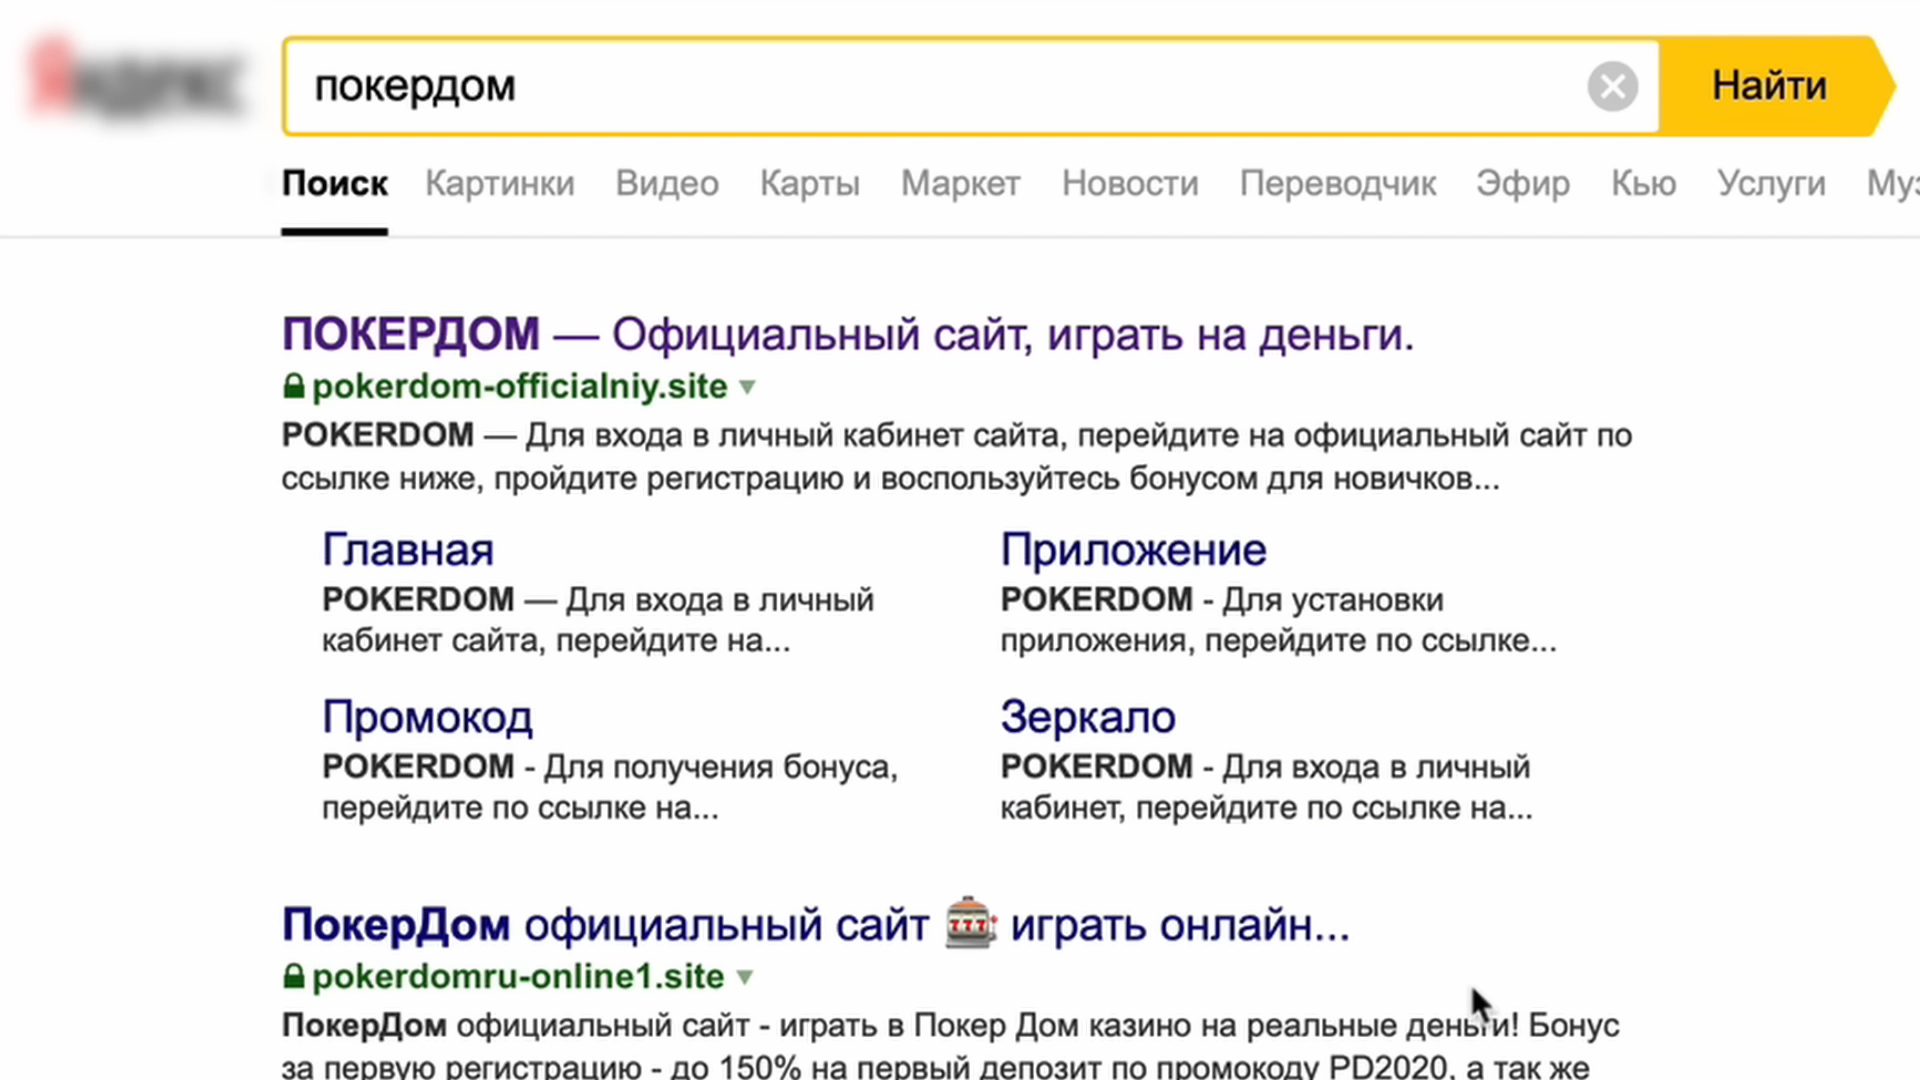 Яндекс
покердом
Найти
Поиск Картинки Видео Карты Маркет Новости Переводчик Эфир Кью Услуги
ПОКЕРДОМ — Официальный сайт, играть на деньги.
pokerdom-officialniy.site
POKERDOM — Для входа в личный кабинет сайта, перейдите на официальный сайт по
ссылке ниже, пройдите регистрацию и воспользуйтесь бонусом для новичков...
Главная
POKERDOM — Для входа в личный
кабинет сайта, перейдите на...
Приложение
POKERDOM - Для установки
приложения, перейдите по ссылке...
Промокод
POKERDOM - Для получения бонуса,
перейдите по ссылке на...
Зеркало
POKERDOM - Для входа в личный
кабинет, перейдите по ссылке на...
ПокерДом официальный сайт 🎰 играть онлайн...
pokerdomru-online1.site
ПокерДом официальный сайт - играть в Покер Дом казино на реальные деньги! Бонус
за первую регистрацию - до 150% на первый депозит по промокоду PD2020, а так же